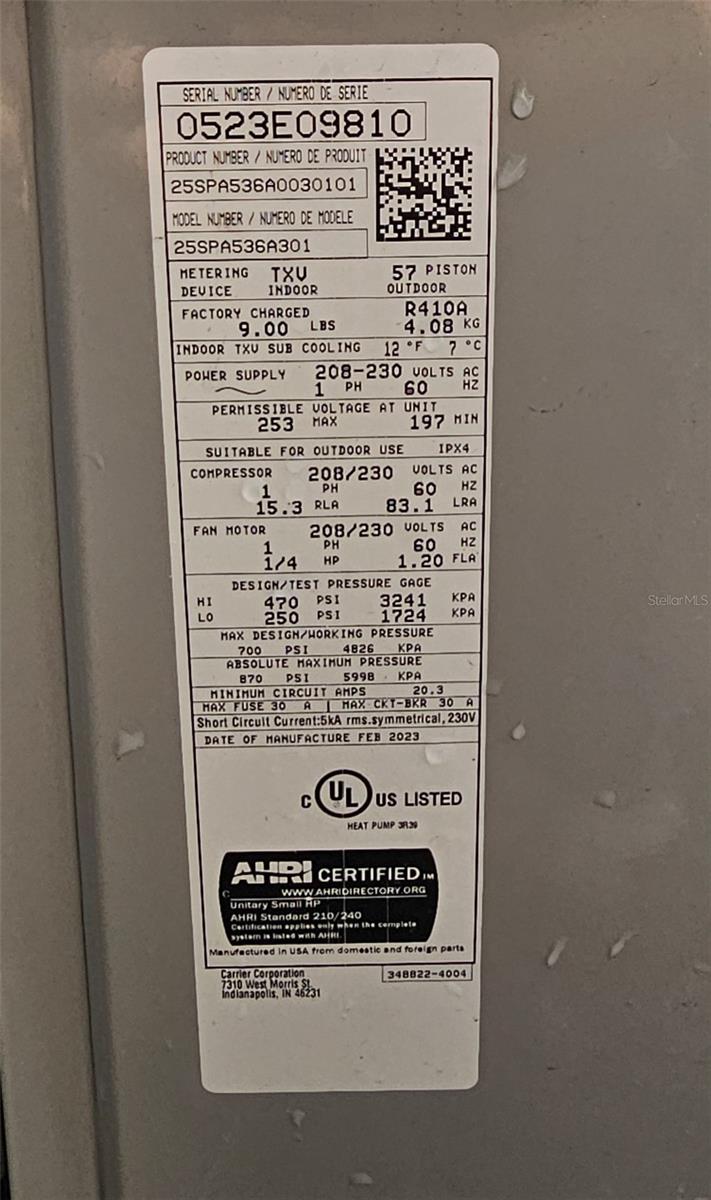 SERIAL NUMBER / NUMERO DE SERIE
0523E09810
PRODUCT NUMBER / NUMERO DE PRODUIT
25SPA536A0030101
MODEL NUMBER / NUMERO DE MODELE
25SPA536A301
METERING TXV 57 PISTON
DEVICE INDOOR OUTDOOR
FACTORY CHARGED R410A
9.00 LBS 4.08 KG
INDOOR TXV SUB COOLING 12 °F 7 °C
POWER SUPPLY 208-230 VOLTS AC
1 PH 60 HZ
PERMISSIBLE VOLTAGE AT UNIT
253 MAX 197 MIN
SUITABLE FOR OUTDOOR USE IPX4
COMPRESSOR 208/230 VOLTS AC
1 PH 60 HZ
15.3 RLA 83.1 LRA
FAN MOTOR 208/230 VOLTS AC
1 PH 60 HZ
1/4 HP 1.20 FLA
DESIGN/TEST PRESSURE GAGE
HI 470 PSI 3241 KPA
LO 250 PSI 1724 KPA
MAX DESIGN/WORKING PRESSURE
700 PSI 4826 KPA
ABSOLUTE MAXIMUM PRESSURE
870 PSI 5998 KPA
MINIMUM CIRCUIT AMPS 20.3
MAX FUSE 30 A | MAX CKT-BKR 30 A
Short Circuit Current:5kA rms.symmetrical, 230V
DATE OF MANUFACTURE FEB 2023
C UL US LISTED
HEAT PUMP 3R39
AHRI CERTIFIED TM
WWW.AHRIDIRECTORY.ORG
Unitary Small HP
AHRI Standard 210/240
Certification applies only when the complete
system is listed with AHRI.
Manufactured in USA from domestic and foreign parts
Carrier Corporation 348822-4004
7310 West Morris St.
Indianapolis, IN 46231
StellarMLS